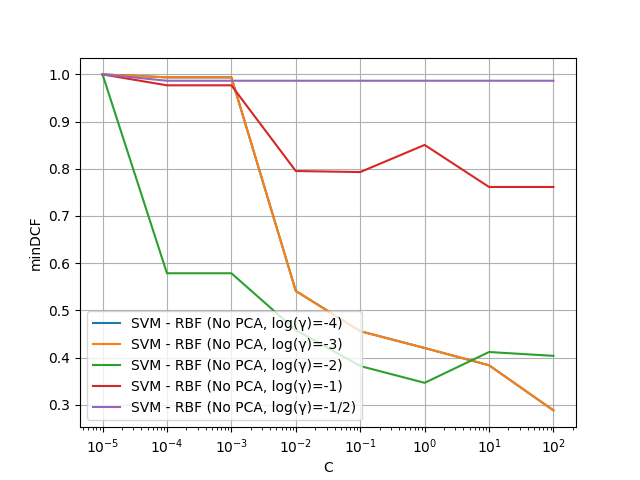 1.0
0.9
0.8
0.7
0.6
0.5
0.4
0.3
minDCF
SVM - RBF (No PCA, log(γ)=-4)
SVM - RBF (No PCA, log(γ)=-3)
SVM - RBF (No PCA, log(γ)=-2)
SVM - RBF (No PCA, log(γ)=-1)
SVM - RBF (No PCA, log(γ)=-1/2)
10⁻⁵ 10⁻⁴ 10⁻³ 10⁻² 10⁻¹ 10⁰ 10¹ 10²
C